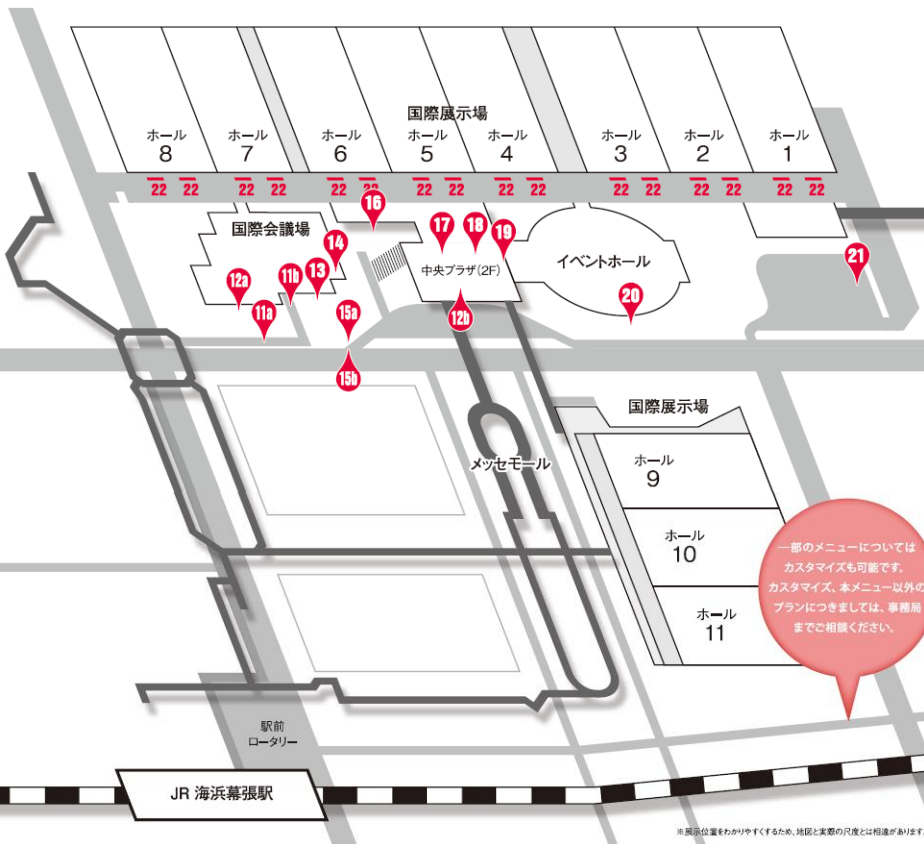 国際展示場
ホール
8
ホール
7
ホール
6
ホール
5
ホール
4
ホール
3
ホール
2
ホール
1
22 22 22 22 22 22 22 22 22 22 22 22 22 22 22 22
16
国際会議場
14
17
18
19
中央プラザ(2F)
イベントホール
21
12a
11b
13
11a
15a
12b
20
15b
国際展示場
メッセモール
ホール
9
ホール
10
ホール
11
一部のメニューについては
カスタマイズも可能です。
カスタマイズ、本メニュー以外の
プランにつきましては、事務局
までご相談ください。
駅前
ロータリー
JR 海浜幕張駅
※展示位置をわかりやすくするため、地図と実際の尺度とは相違があります。